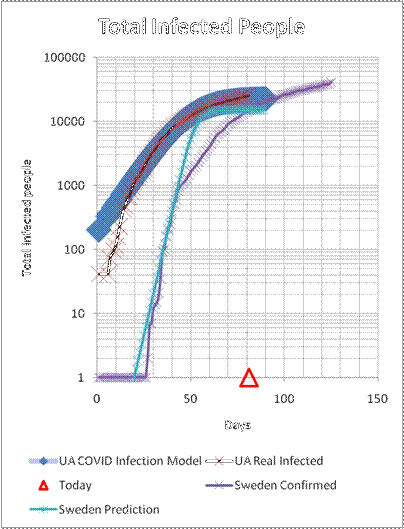 Total Infected People
100000
10000
1000
100
10
1
Total Infected people
0 50 100 150
Days
UA COVID Infection Model UA Real Infected
Today Sweden Confirmed
Sweden Prediction